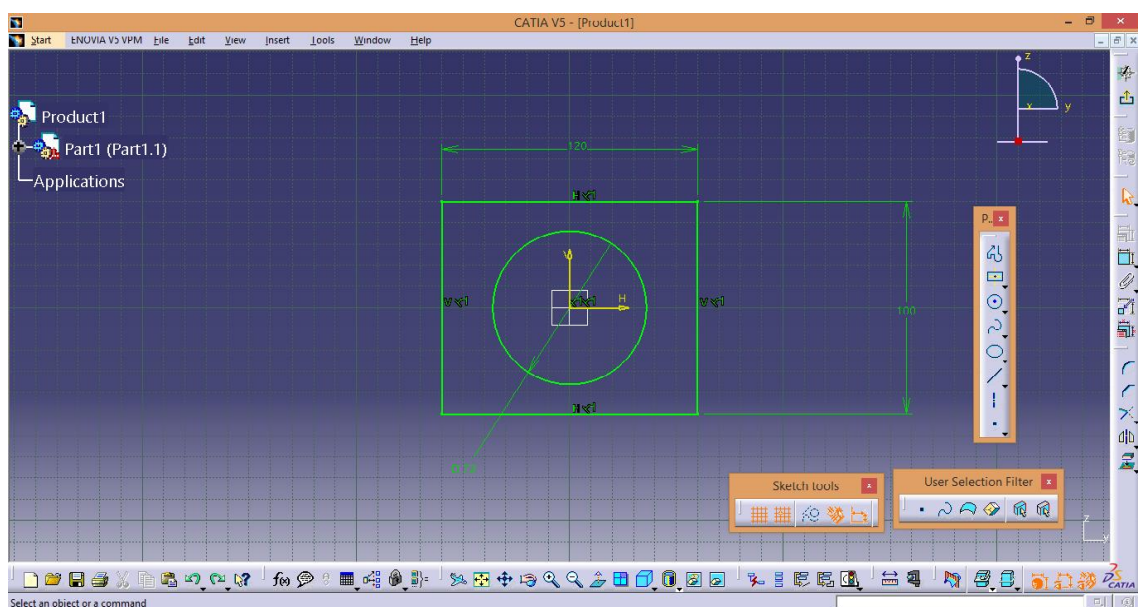 CATIA V5 - [Product1]
Start ENOVIA V5 VPM File Edit View Insert Tools Window Help
z
x y
Product1
Part1 (Part1.1)
Applications
120
H
V
V H V
100
H
P...
Sketch tools
User Selection Filter
z
y
f(x)
CATIA
Select an object or a command